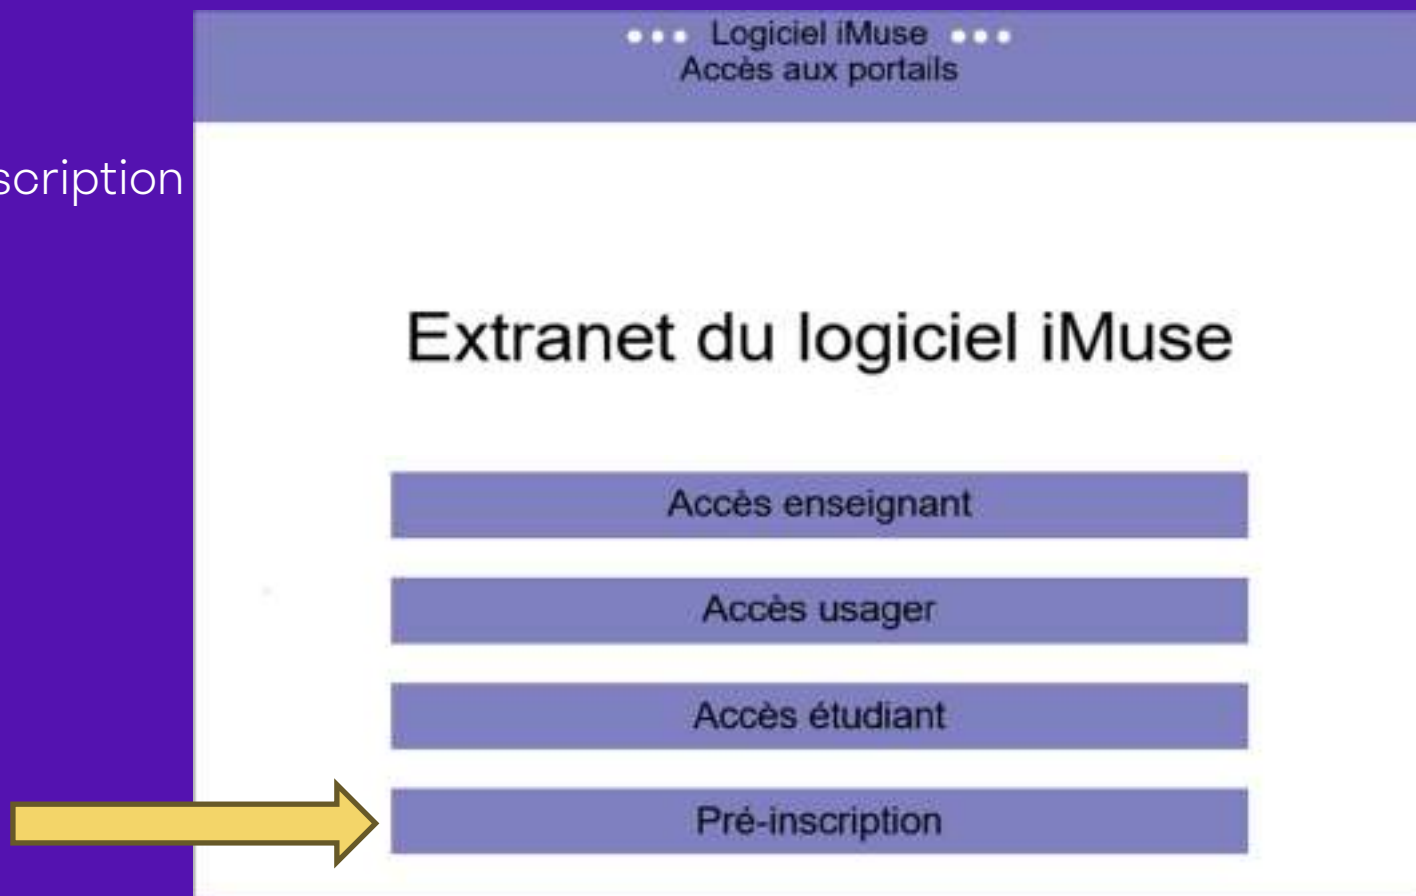 Logiciel iMuse
Accès aux portails
scription
Extranet du logiciel iMuse
Accès enseignant
Accès usager
Accès étudiant
Pré-inscription